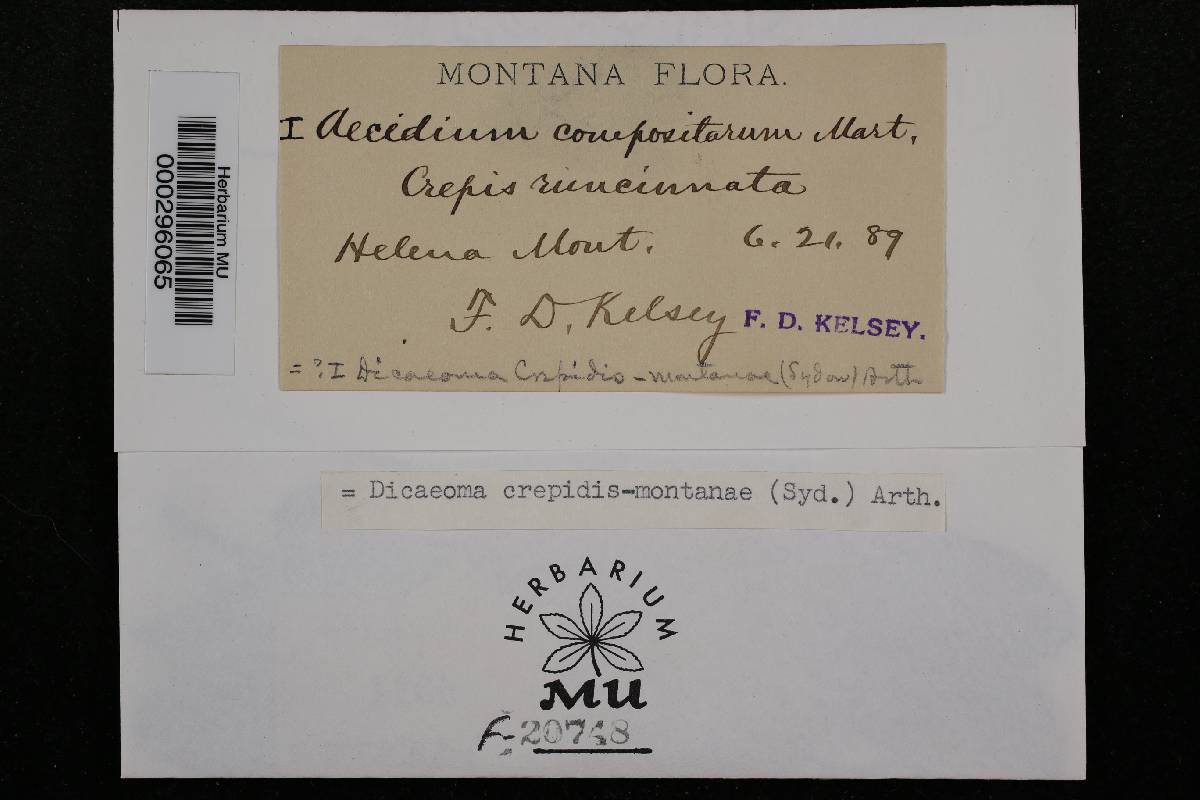 MONTANA FLORA.
I Aecidium compositarum Mart.
Crepis runcinnata
Helena Mont. 6. 21. 89
F. D. Kelsey F. D. KELSEY.
= ? I Dicaeoma Crepidis-montanae (Sydow) Arth
Herbarium MU
000296065
= Dicaeoma crepidis-montanae (Syd.) Arth.
HERBARIUM
MU
F-20748